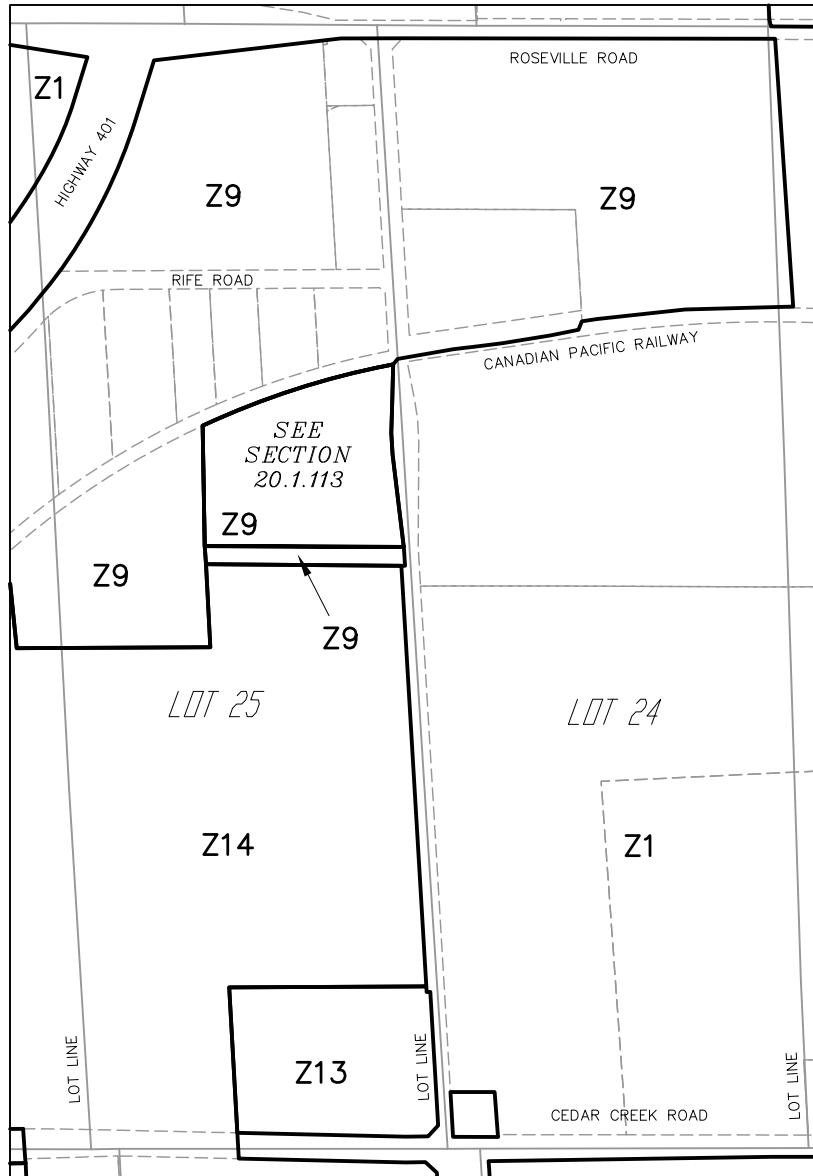 ROSEVILLE ROAD
Z1
HIGHWAY 401
Z9
Z9
RIFE ROAD
CANADIAN PACIFIC RAILWAY
SEE
SECTION
20.1.113
Z9
Z9
Z9
LOT 25
LOT 24
Z14
Z1
LOT LINE
Z13
LOT LINE
LOT LINE
CEDAR CREEK ROAD